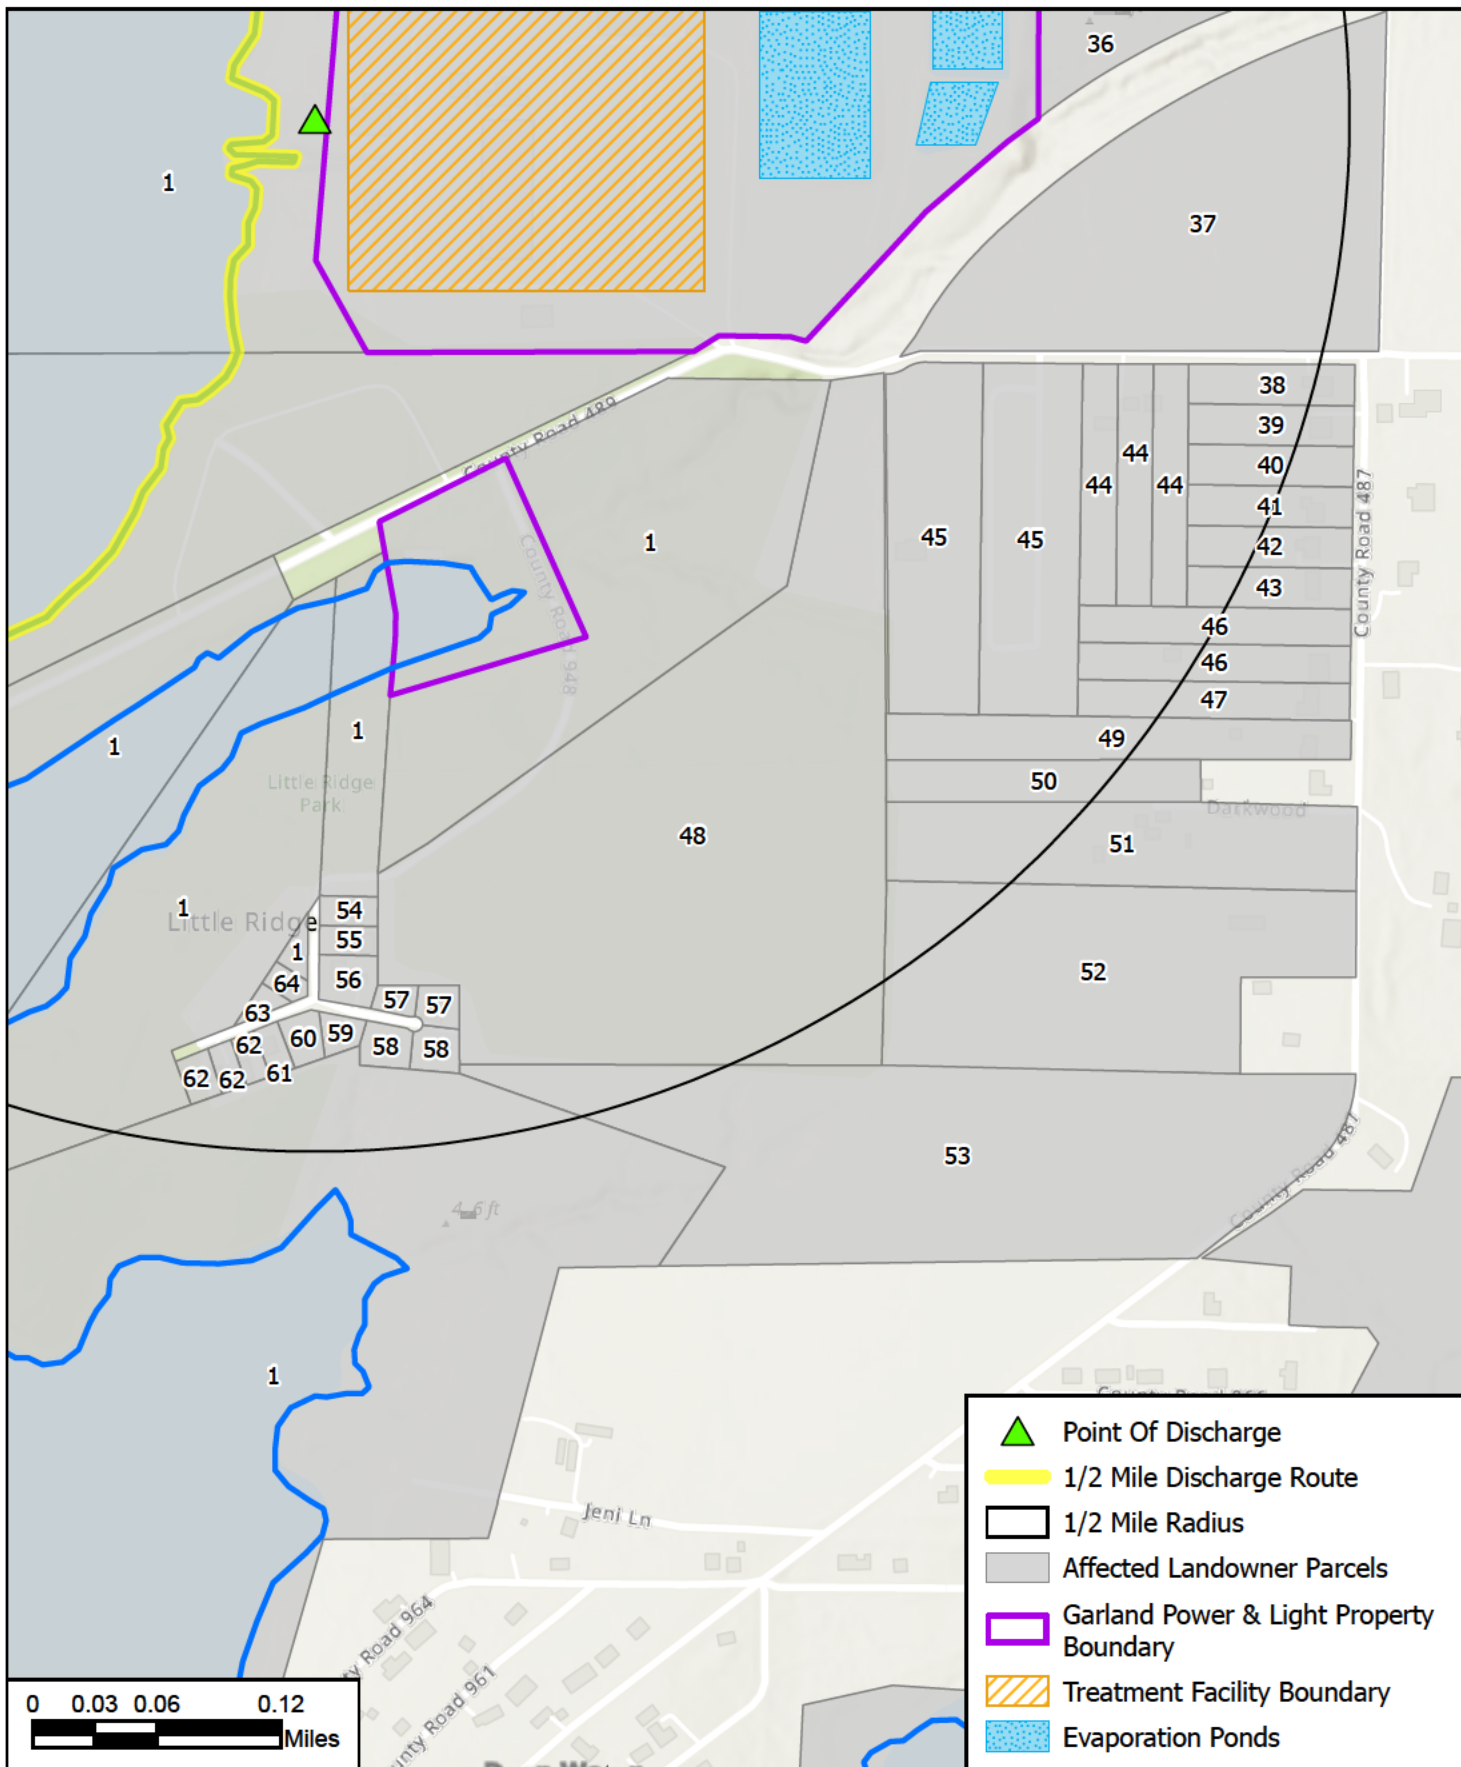 36
1
37
County Road 489
38
39
40
41
42
43
44
44
44
45
45
County Road 487
1
County Road 948
46
46
47
1
1
49
Little Ridge
Park
50
Oatkwood
48
51
1
Little Ridge
54
55
1
56
64
57
57
63
62
60
59
58
58
62
62
61
52
53
County Road 487
1
Jeni Ln
Road 964
Road 961
Point Of Discharge
1/2 Mile Discharge Route
1/2 Mile Radius
Affected Landowner Parcels
Garland Power & Light Property
Boundary
Treatment Facility Boundary
Evaporation Ponds
0 0.03 0.06 0.12
Miles